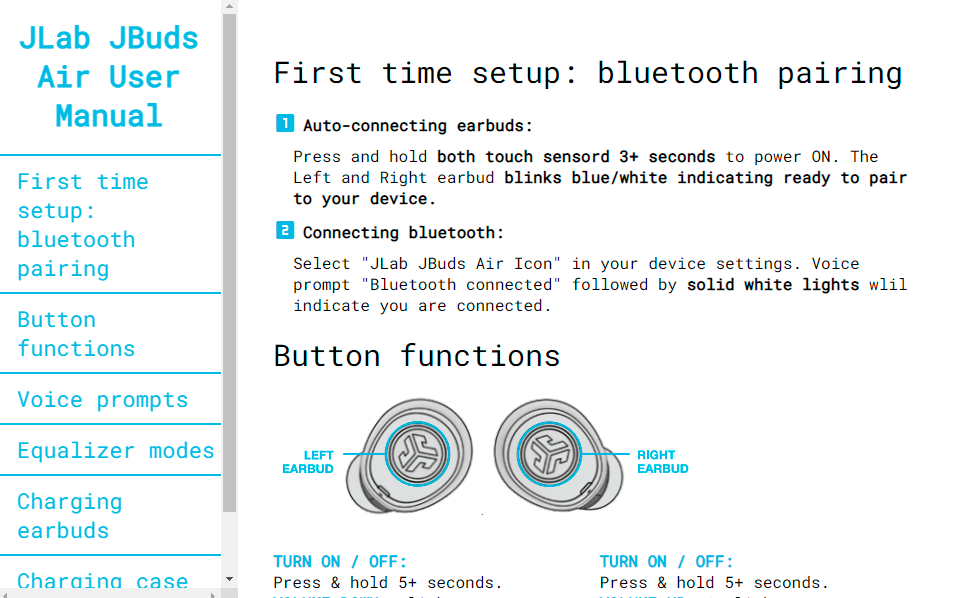 JLab JBuds
Air User
Manual
First time
setup:
bluetooth
pairing
Button
functions
Voice prompts
Equalizer modes
Charging
earbuds
Charging case
First time setup: bluetooth pairing
1 Auto-connecting earbuds:
Press and hold both touch sensord 3+ seconds to power ON. The
Left and Right earbud blinks blue/white indicating ready to pair
to your device.
2 Connecting bluetooth:
Select "JLab JBuds Air Icon" in your device settings. Voice
prompt "Bluetooth connected" followed by solid white lights wlil
indicate you are connected.
Button functions
LEFT
EARBUD
RIGHT
EARBUD
TURN ON / OFF:
Press & hold 5+ seconds.
TURN ON / OFF:
Press & hold 5+ seconds.